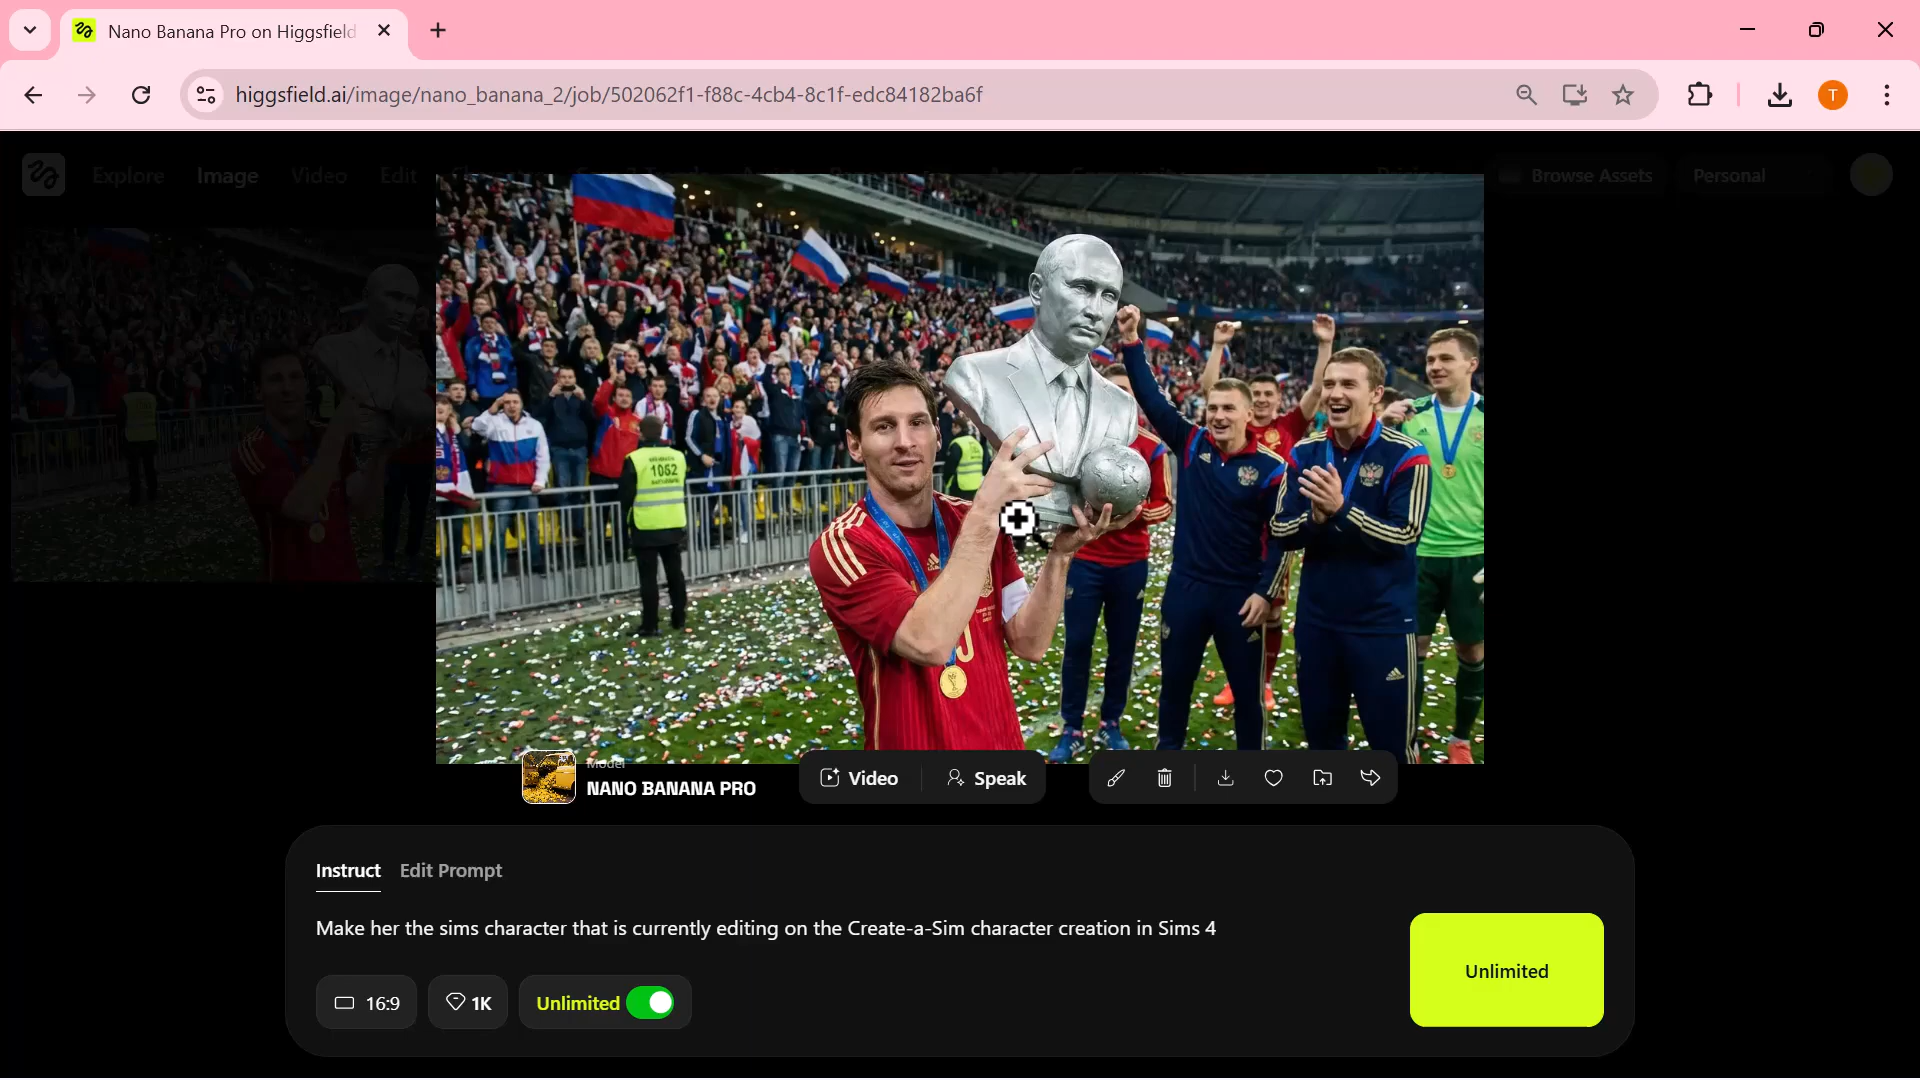 Nano Banana Pro on Higgsfield
higgsfield.ai/image/nano_banana_2/job/502062f1-f88c-4cb4-8c1f-edc84182ba6f
T
Explore
Image
Video
Edit
Browse Assets
Personal
1062
Model
NANO BANANA PRO
Video
Speak
Instruct
Edit Prompt
Make her the sims character that is currently editing on the Create-a-Sim character creation in Sims 4
Unlimited
16:9
1K
Unlimited